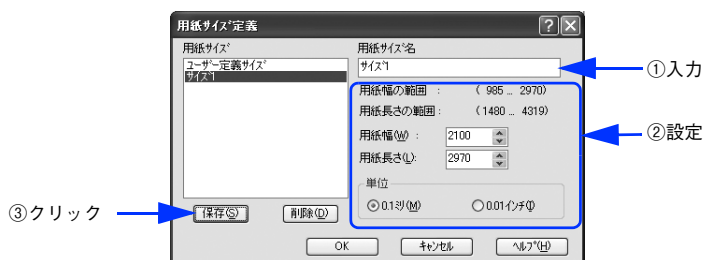 用紙サイズ定義
用紙サイズ
ユーザー定義サイズ
サイズ1
用紙サイズ名
サイズ1
①入力
用紙幅の範囲 : ( 985 .. 2970)
用紙長さの範囲 : (1480 .. 4319)
用紙幅(W) : 2100
②設定
用紙長さ(L): 2970
単位
0.1ミリ(M) 0.01インチ(I)
③クリック
保存(S) 削除(D)
OK キャンセル ヘルプ(H)